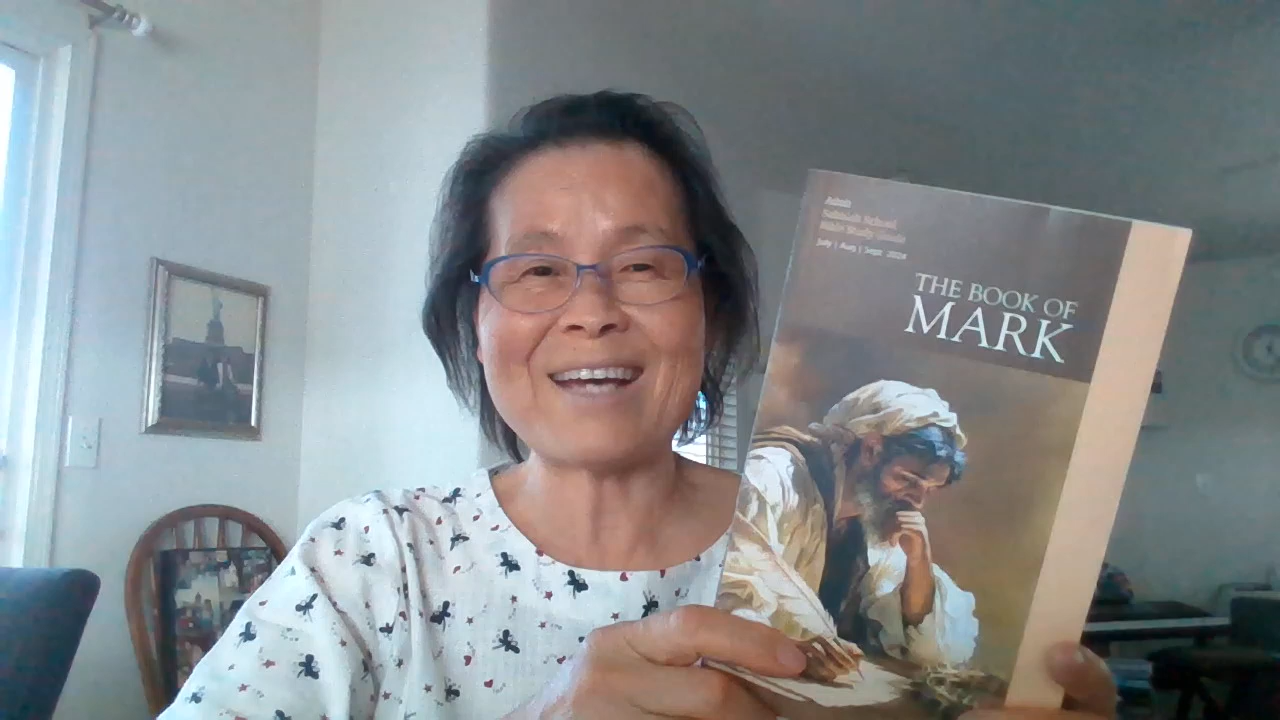 Adult
Sabbath School
Bible Study Guide
July | Aug | Sept 2024
THE BOOK OF
MARK